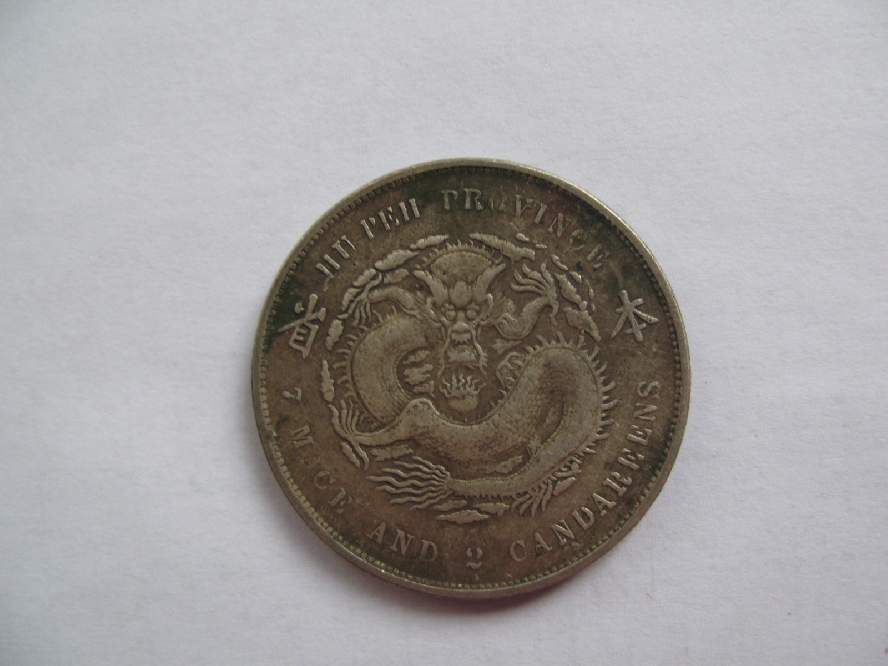 HU PEH PROVINCE
本 省
7 MACE AND 2 CANDAREENS